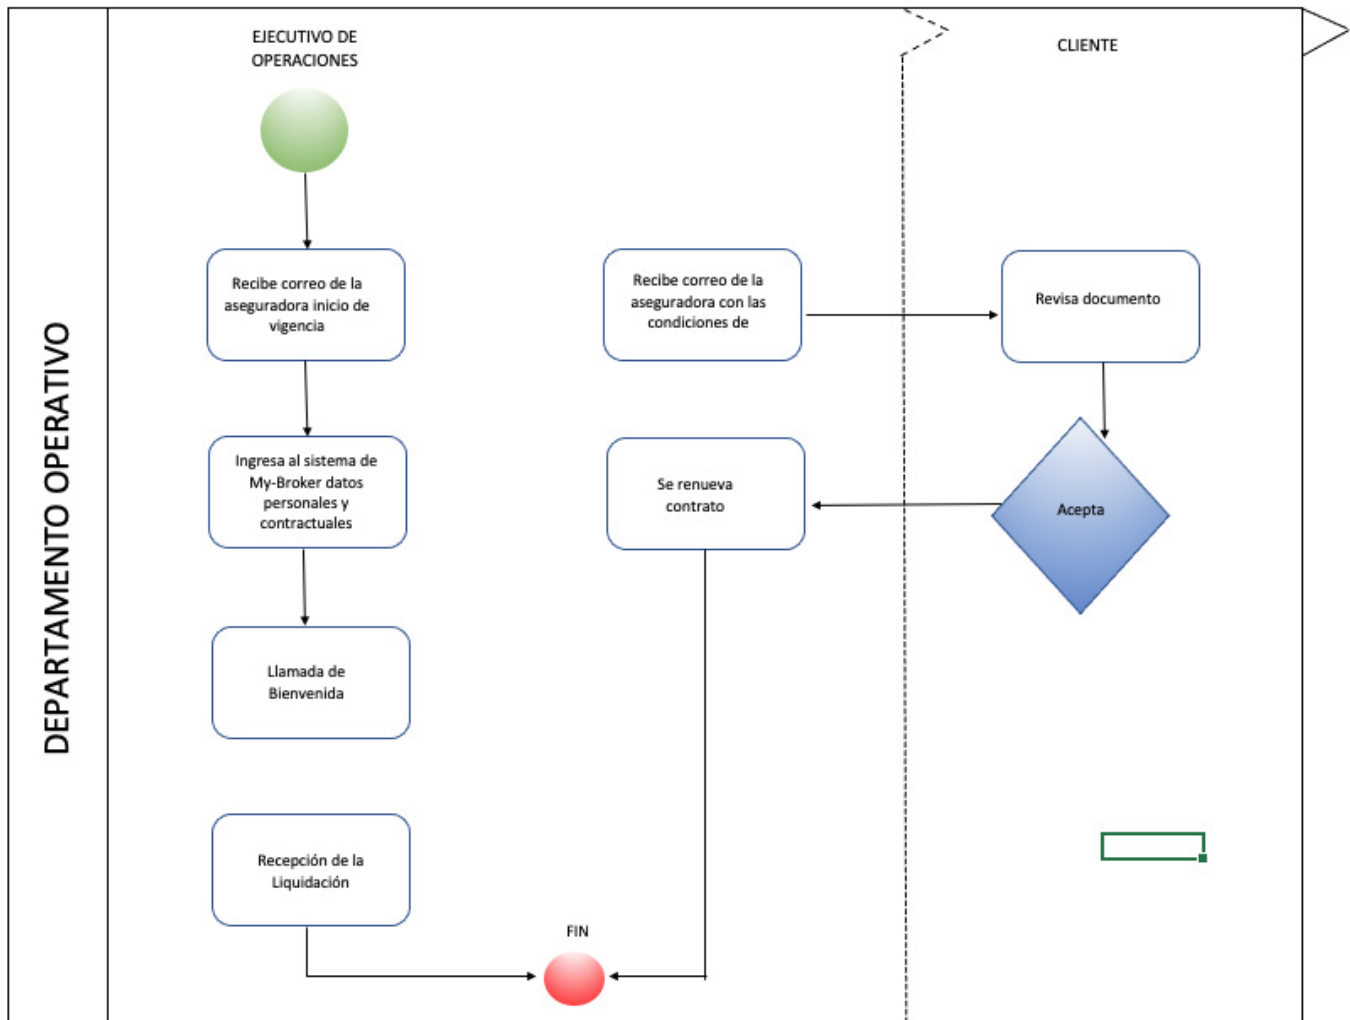 DEPARTAMENTO OPERATIVO
EJECUTIVO DE
OPERACIONES
CLIENTE
Recibe correo de la
aseguradora inicio de
vigencia
Recibe correo de la
aseguradora con las
condiciones de
Revisa documento
Ingresa al sistema de
My-Broker datos
personales y
contractuales
Se renueva
contrato
Acepta
Llamada de
Bienvenida
Recepción de la
Liquidación
FIN